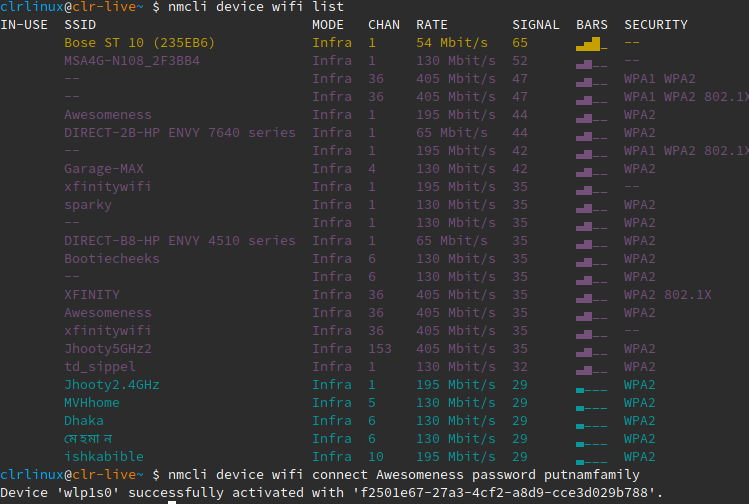 clrlinux@clr-live~ $ nmcli device wifi list
IN-USE SSID MODE CHAN RATE SIGNAL BARS SECURITY
Bose ST 10 (235EB6) Infra 1 54 Mbit/s 65 ▂▄▆_ --
MSA4G-N108_2F3BB4 Infra 1 130 Mbit/s 52 ▂▄__ --
-- Infra 36 405 Mbit/s 47 ▂▄__ WPA1 WPA2
-- Infra 36 405 Mbit/s 47 ▂▄__ WPA1 WPA2 802.1X
Awesomeness Infra 1 195 Mbit/s 44 ▂▄__ WPA2
DIRECT-2B-HP ENVY 7640 series Infra 1 65 Mbit/s 44 ▂▄__ WPA2
-- Infra 1 195 Mbit/s 42 ▂▄__ WPA1 WPA2 802.1X
Garage-MAX Infra 4 130 Mbit/s 42 ▂▄__ WPA2
xfinitywifi Infra 1 195 Mbit/s 35 ▂▄__ --
sparky Infra 1 130 Mbit/s 35 ▂▄__ WPA2
-- Infra 1 130 Mbit/s 35 ▂▄__ WPA2
DIRECT-B8-HP ENVY 4510 series Infra 1 65 Mbit/s 35 ▂▄__ WPA2
Bootiecheeks Infra 6 130 Mbit/s 35 ▂▄__ WPA2
-- Infra 6 130 Mbit/s 35 ▂▄__ WPA2
XFINITY Infra 36 405 Mbit/s 35 ▂▄__ WPA2 802.1X
Awesomeness Infra 36 405 Mbit/s 35 ▂▄__ WPA2
xfinitywifi Infra 36 405 Mbit/s 35 ▂▄__ --
Jhooty5GHz2 Infra 153 405 Mbit/s 35 ▂▄__ WPA2
td_sippel Infra 1 130 Mbit/s 32 ▂▄__ WPA2
Jhooty2.4GHz Infra 1 195 Mbit/s 29 ▂___ WPA2
MVHhome Infra 5 130 Mbit/s 29 ▂___ WPA2
Dhaka Infra 6 130 Mbit/s 29 ▂___ WPA2
মেহমান Infra 6 130 Mbit/s 29 ▂___ WPA2
ishkabible Infra 10 195 Mbit/s 29 ▂___ WPA2
clrlinux@clr-live~ $ nmcli device wifi connect Awesomeness password putnamfamily
Device 'wlp1s0' successfully activated with 'f2501e67-27a3-4cf2-a8d9-cce3d029b788'.